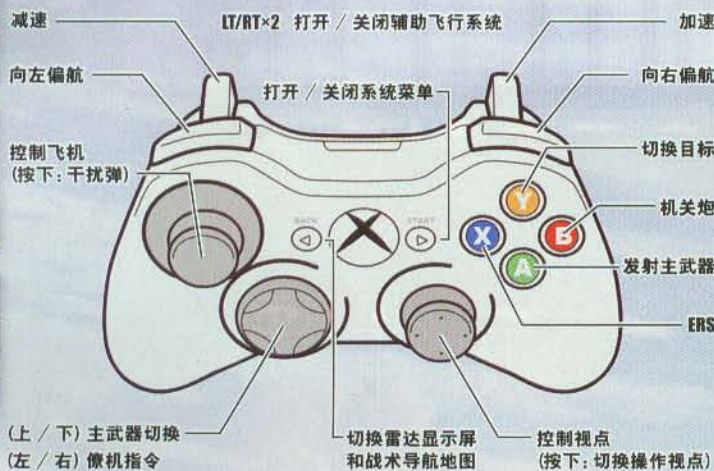 减速
LT/RT×2 打开／关闭辅助飞行系统
加速
向左偏航
打开／关闭系统菜单
向右偏航
控制飞机
(按下:干扰弹)
切换目标
机关炮
发射主武器
ERS
BACK
START
Y
X
B
A
(上／下) 主武器切换
(左／右) 僚机指令
切换雷达显示屏
和战术导航地图
控制视点
(按下:切换操作视点)